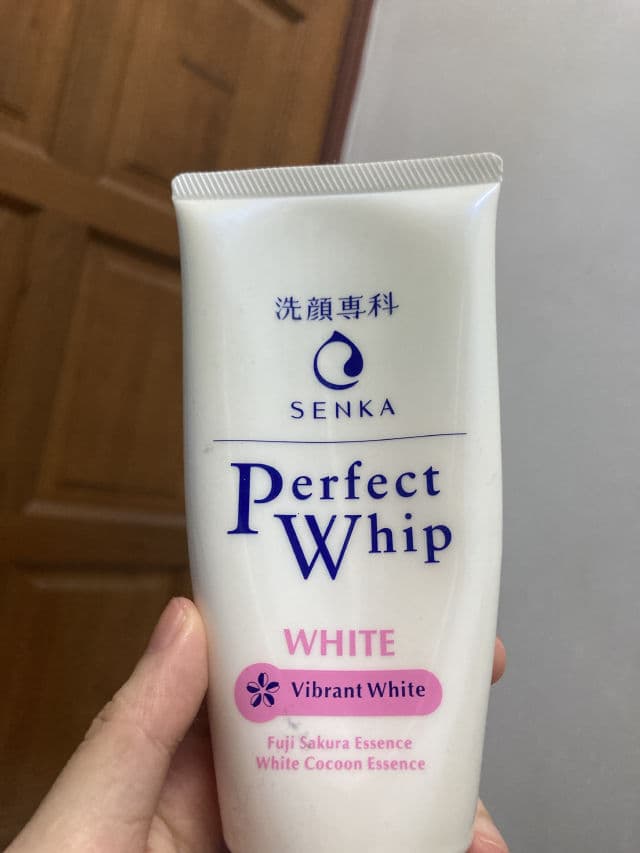 洗顔専科
SENKA
Perfect
Whip
WHITE
Vibrant White
Fuji Sakura Essence
White Cocoon Essence